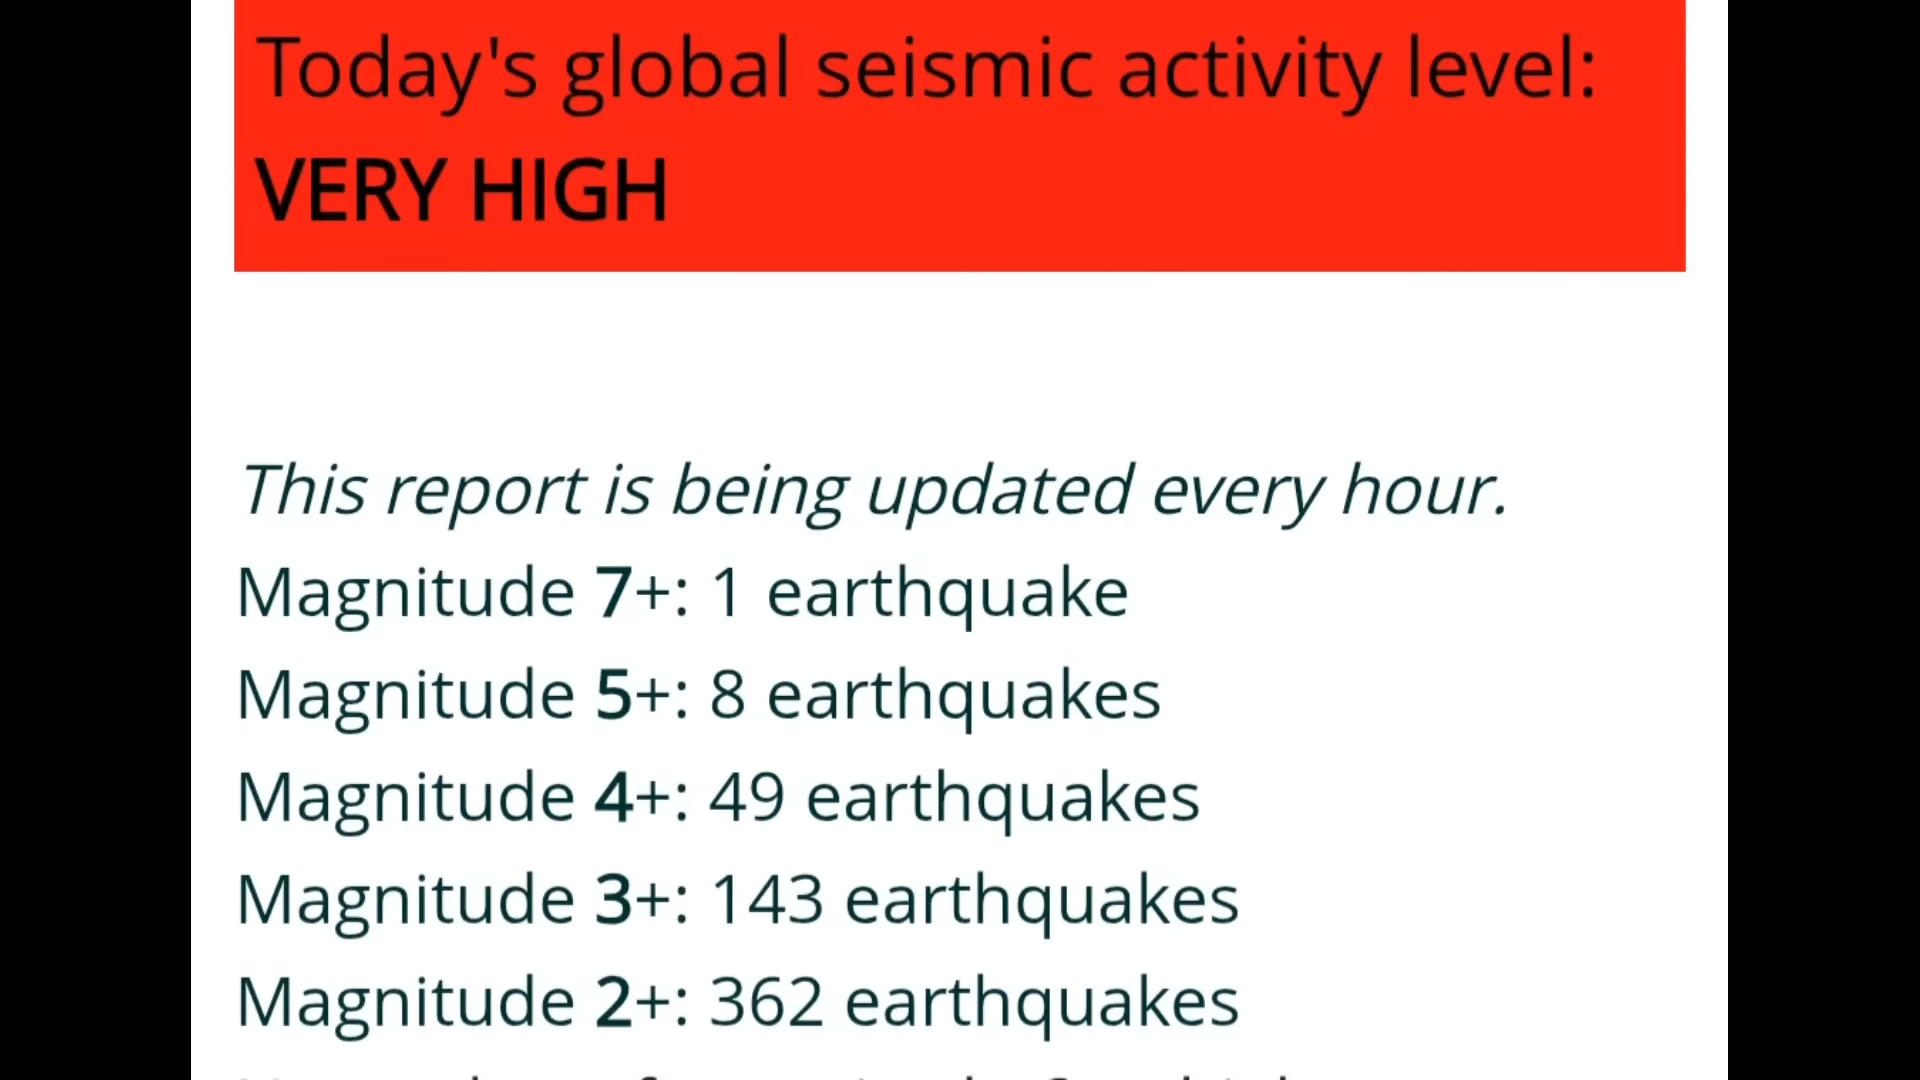 Today's global seismic activity level:
VERY HIGH
This report is being updated every hour.
Magnitude 7+: 1 earthquake
Magnitude 5+: 8 earthquakes
Magnitude 4+: 49 earthquakes
Magnitude 3+: 143 earthquakes
Magnitude 2+: 362 earthquakes